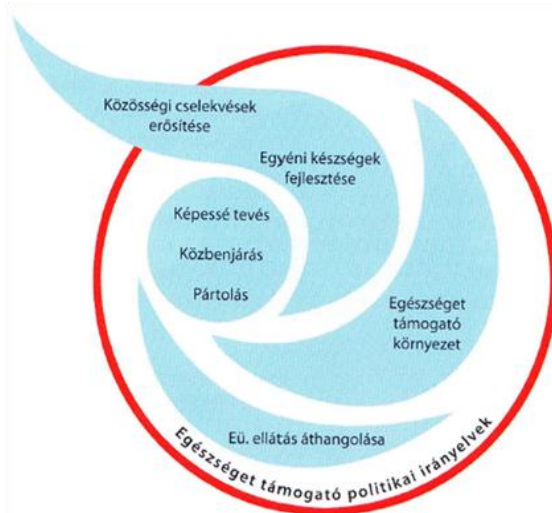 Közösségi cselekvések
erősítése
Egyéni készségek
fejlesztése
Képessé tevés
Közbenjárás
Pártolás
Egészséget
támogató
környezet
Eü. ellátás áthangolása
Egészséget támogató politikai irányelvek